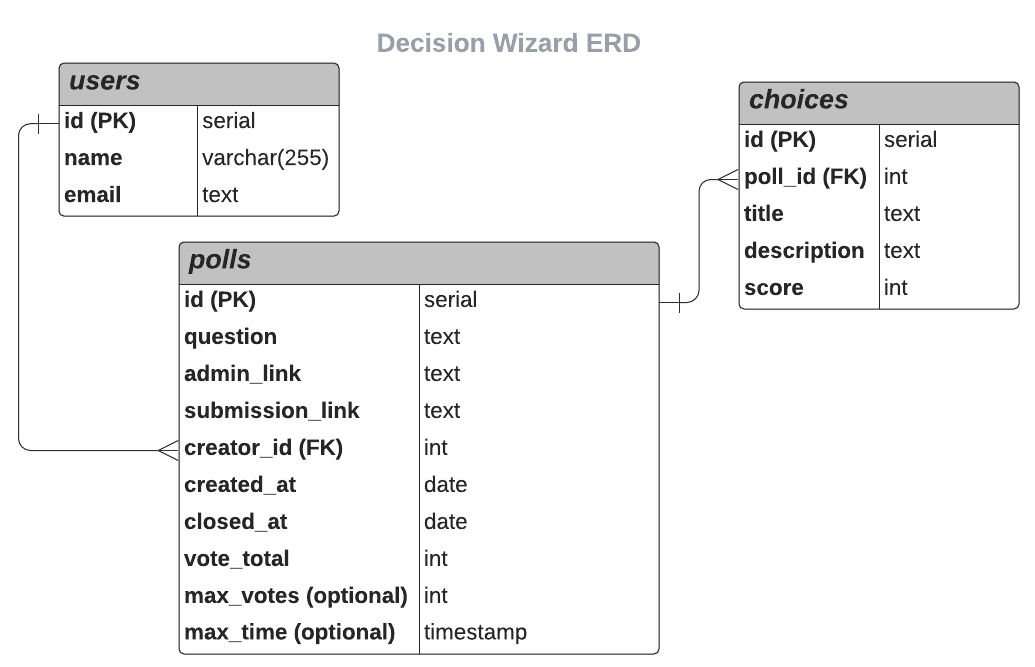 Decision Wizard ERD
users
id (PK) serial
name varchar(255)
email text
choices
id (PK) serial
poll_id (FK) int
title text
description text
score int
polls
id (PK) serial
question text
admin_link text
submission_link text
creator_id (FK) int
created_at date
closed_at date
vote_total int
max_votes (optional) int
max_time (optional) timestamp